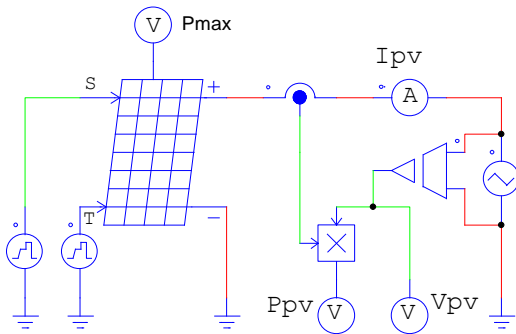 V Pmax
Ipv
S + A
T −
Ppv V V Vpv